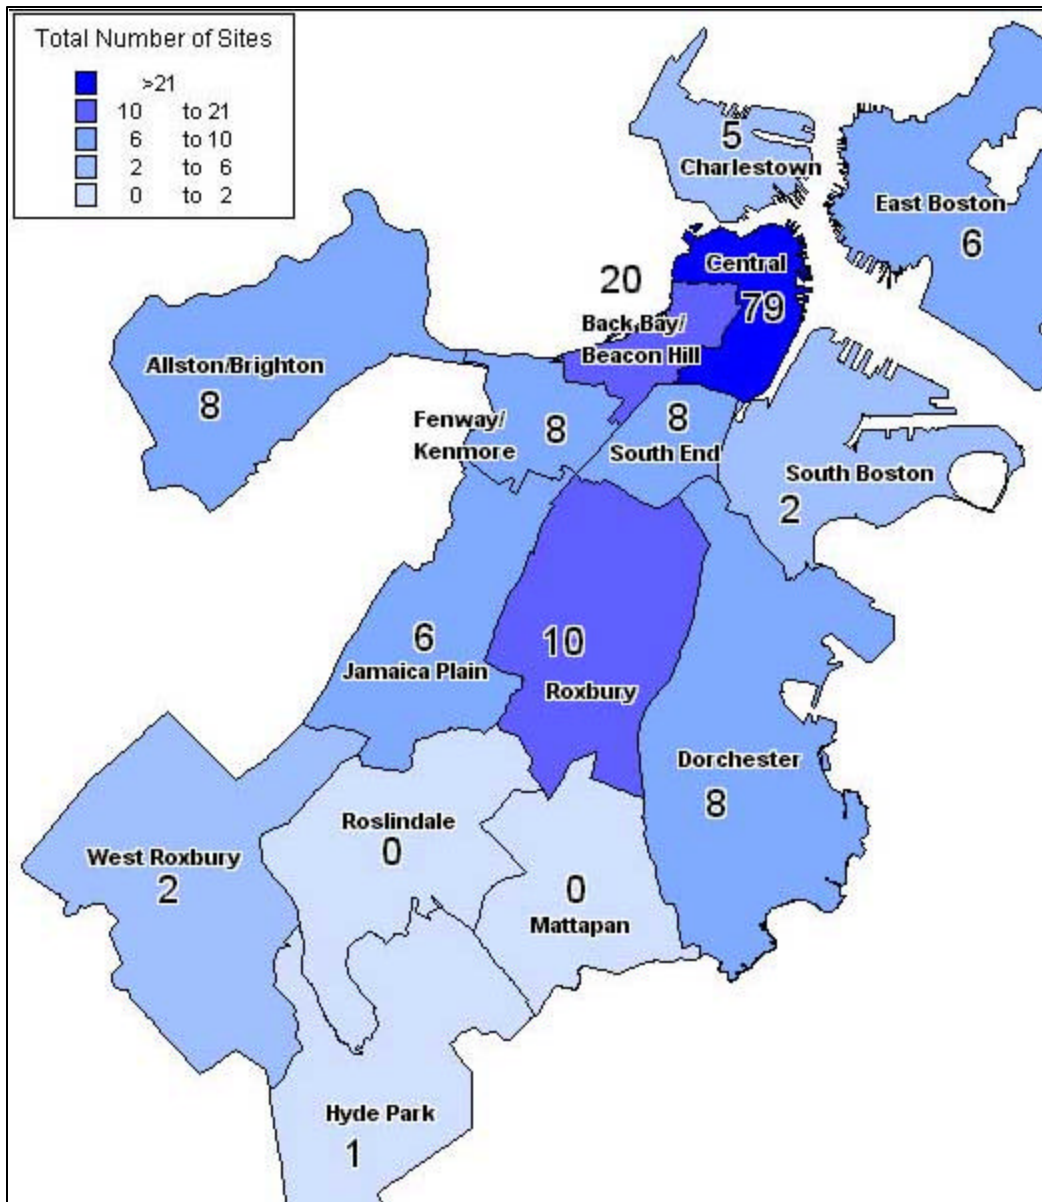 Total Number of Sites
>21
10 to 21
6 to 10
2 to 6
0 to 2
5
Charlestown
East Boston
6
Central
79
20
Back Bay/
Beacon Hill
Allston/Brighton
8
Fenway/
Kenmore
8
8
South End
South Boston
2
6
Jamaica Plain
10
Roxbury
Dorchester
8
Roslindale
0
West Roxbury
2
0
Mattapan
Hyde Park
1